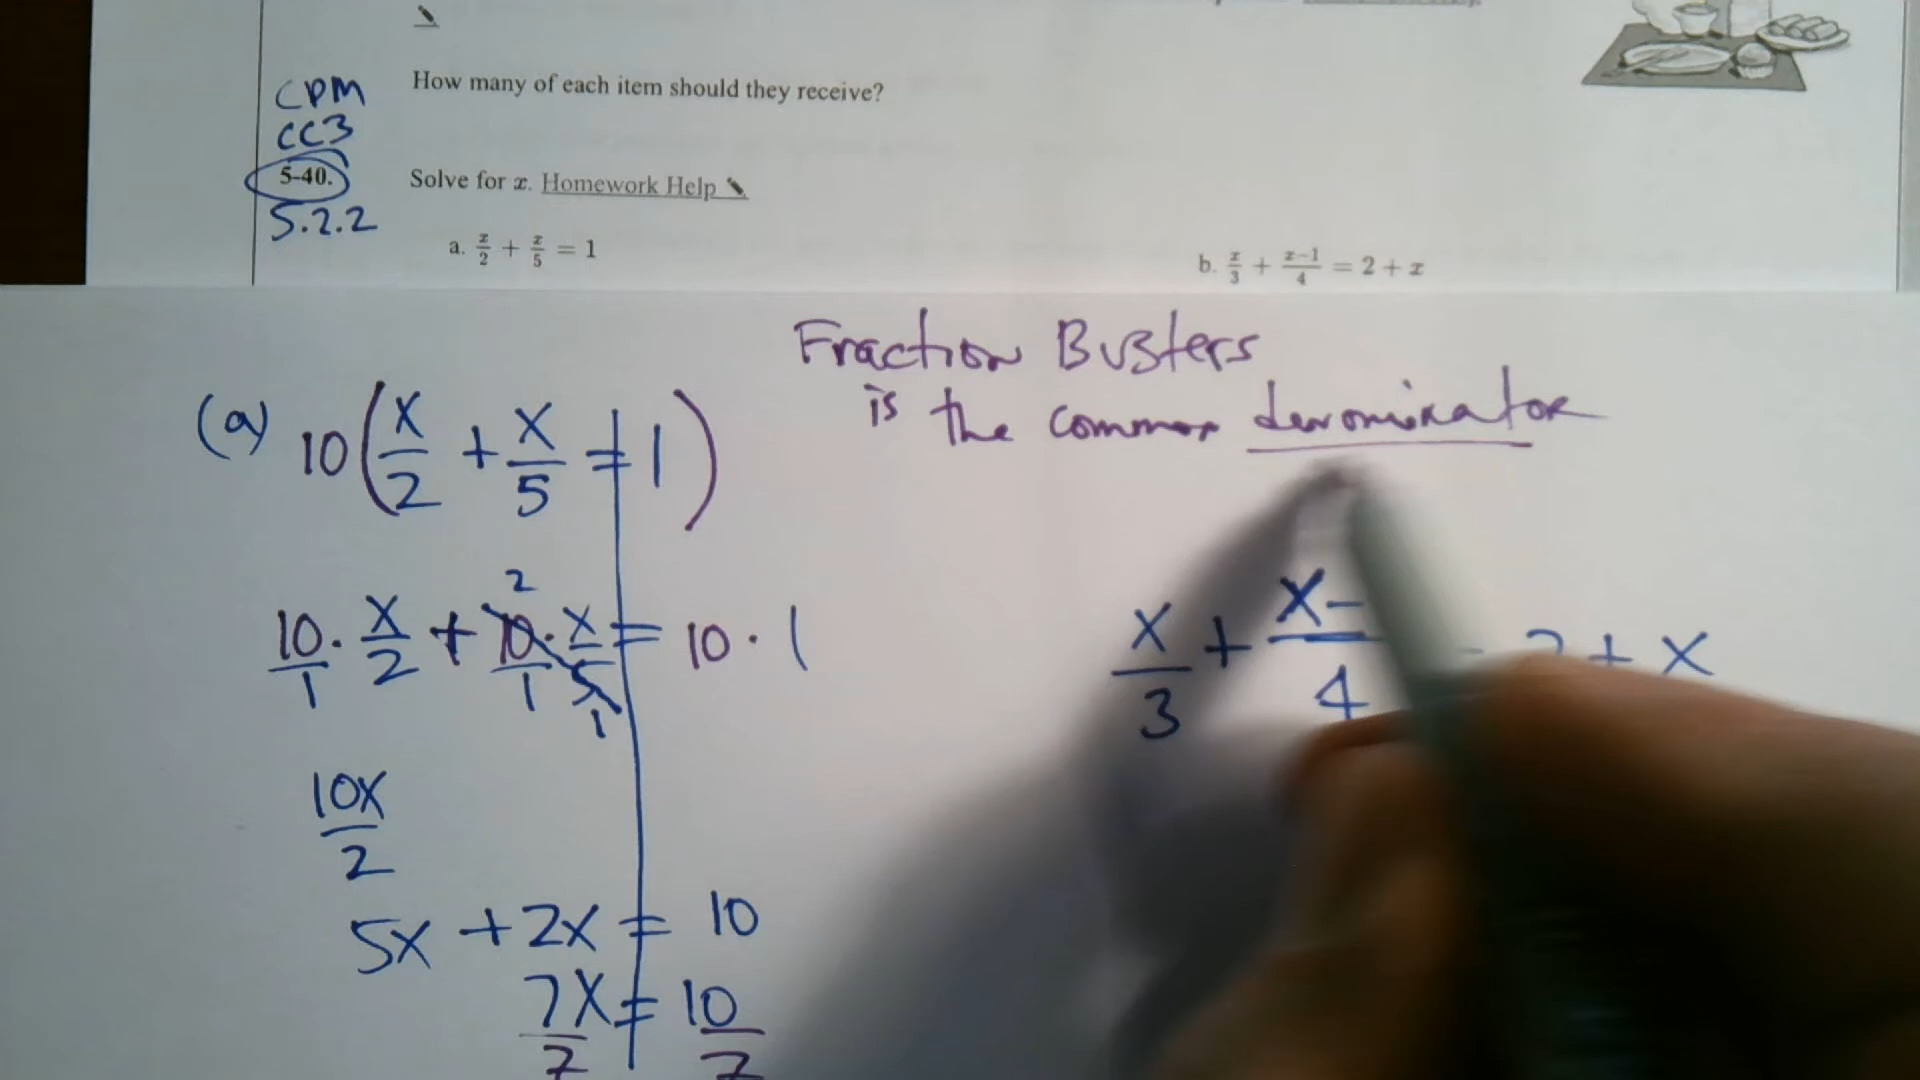 How many of each item should they receive?
CPM
CC3
5-40.
5.2.2
Solve for x. Homework Help
a. x/2 + x/5 = 1
b. x/3 + x-1/4 = 2 + x
Fraction Busters
is the common denominator
(a) 10(x/2 + x/5 = 1)
10/1 · x/2 + 10/1 · x/5 = 10 · 1
2
1
10x/2
5x + 2x = 10
7x/7 = 10/7
x/3 + x-/4 2 + x